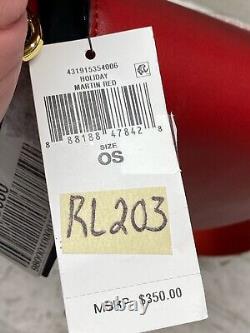 431915354006
HOLIDAY
MARTIN RED
8 88188 47842 8
SIZE
OS
RL203
MSRP $350.00